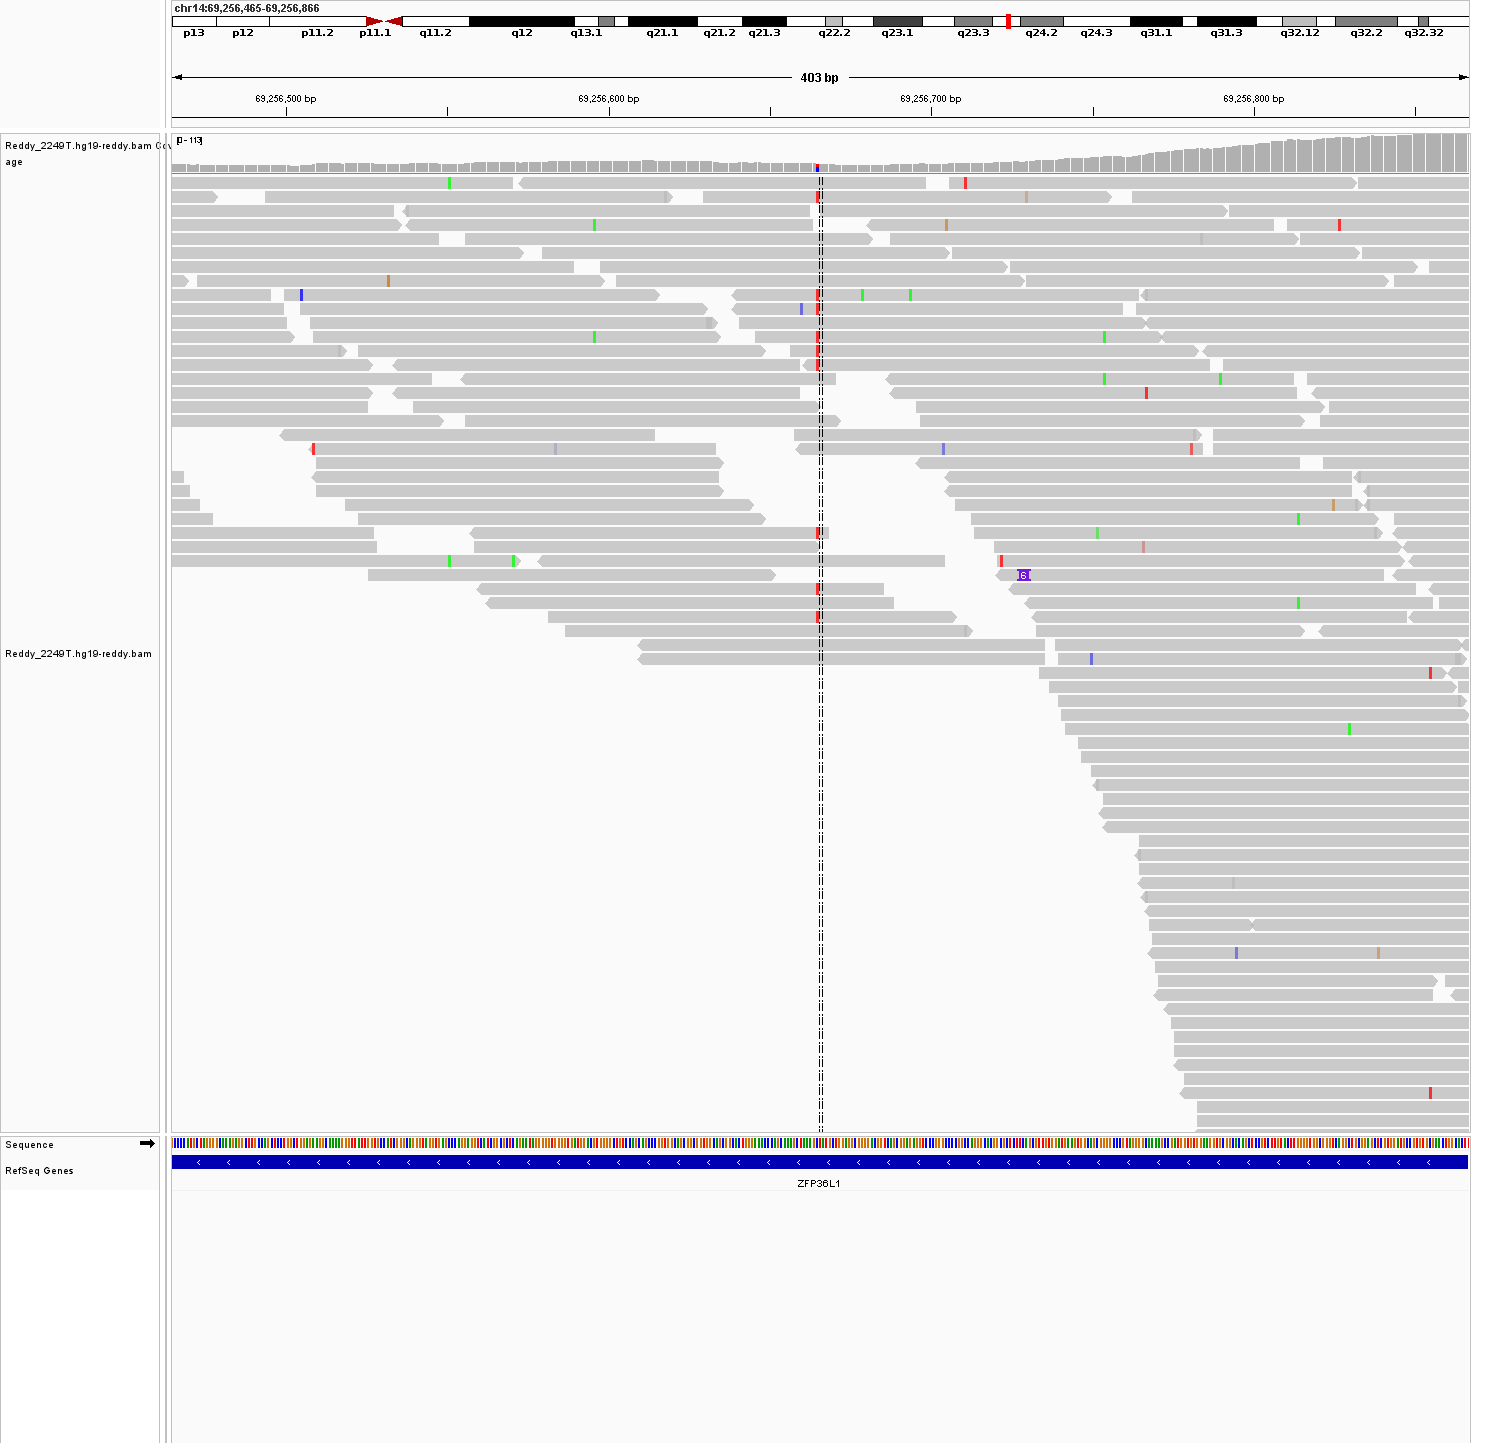 chr14:69,256,465-69,256,866
p13 p12 p11.2 p11.1 q11.2 q12 q13.1 q21.1 q21.2 q21.3 q22.2 q23.1 q23.3 q24.2 q24.3 q31.1 q31.3 q32.12 q32.2 q32.32
403 bp
69,256,500 bp 69,256,600 bp 69,256,700 bp 69,256,800 bp
Reddy_2249T.hg19-reddy.bam Cov
age
[0 - 113]
6
Reddy_2249T.hg19-reddy.bam
Sequence
RefSeq Genes
ZFP36L1